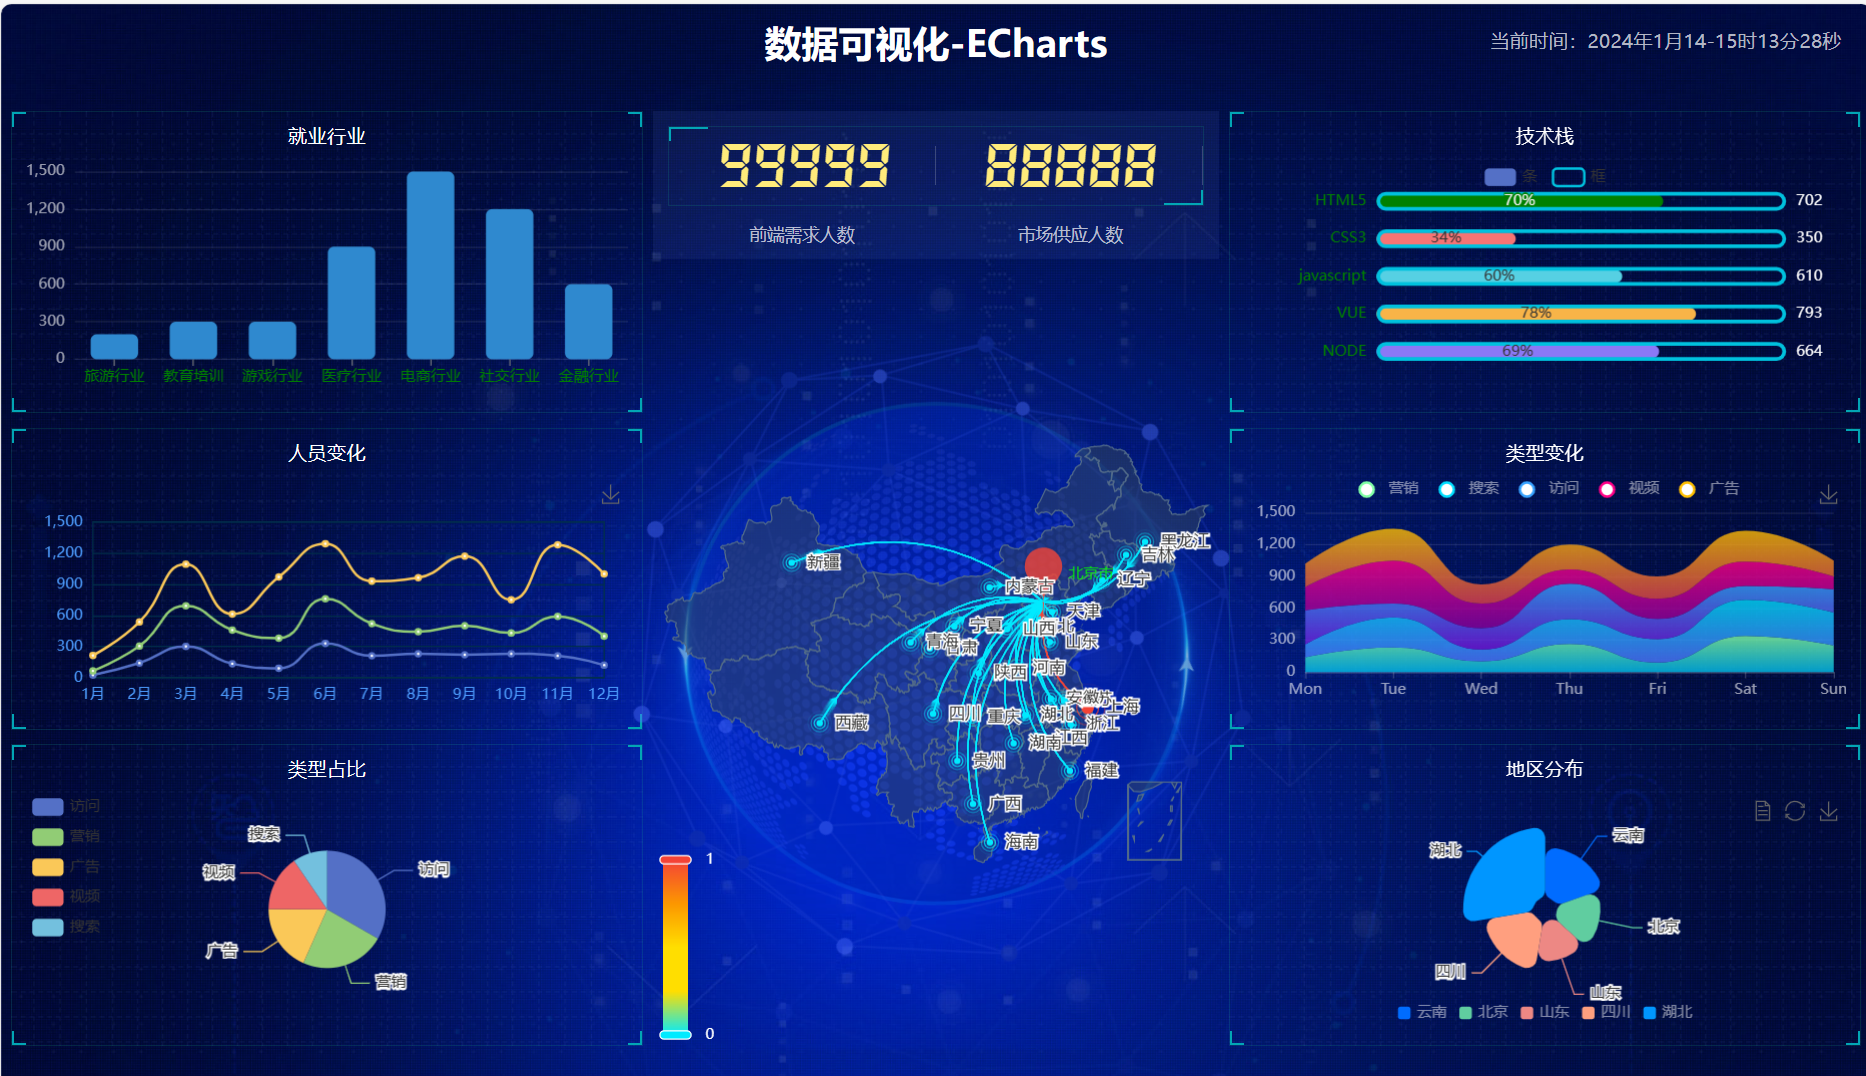 数据可视化-ECharts
当前时间：2024年1月14-15时13分28秒
就业行业
1,500
1,200
900
600
300
0
旅游行业 教育培训 游戏行业 医疗行业 电商行业 社交行业 金融行业
99999 88888
前端需求人数 市场供应人数
技术栈
条 框
HTML5 70% 702
CSS3 34% 350
javascript 60% 610
VUE 78% 793
NODE 69% 664
人员变化
1,500
1,200
900
600
300
0
1月 2月 3月 4月 5月 6月 7月 8月 9月 10月 11月 12月
黑龙江
吉林
新疆
北京市
辽宁
内蒙古
天津
宁夏
山西
北
青海
山东
甘肃
陕西
河南
安徽
苏
上海
四川
重庆
湖北
浙江
西藏
江西
湖南
贵州
福建
广西
海南
1
0
类型变化
营销 搜索 访问 视频 广告
1,500
1,200
900
600
300
0
Mon Tue Wed Thu Fri Sat Sun
类型占比
访问
营销
广告
视频
搜索
搜索
视频
访问
广告
营销
地区分布
云南
湖北
北京
四川
山东
云南 北京 山东 四川 湖北